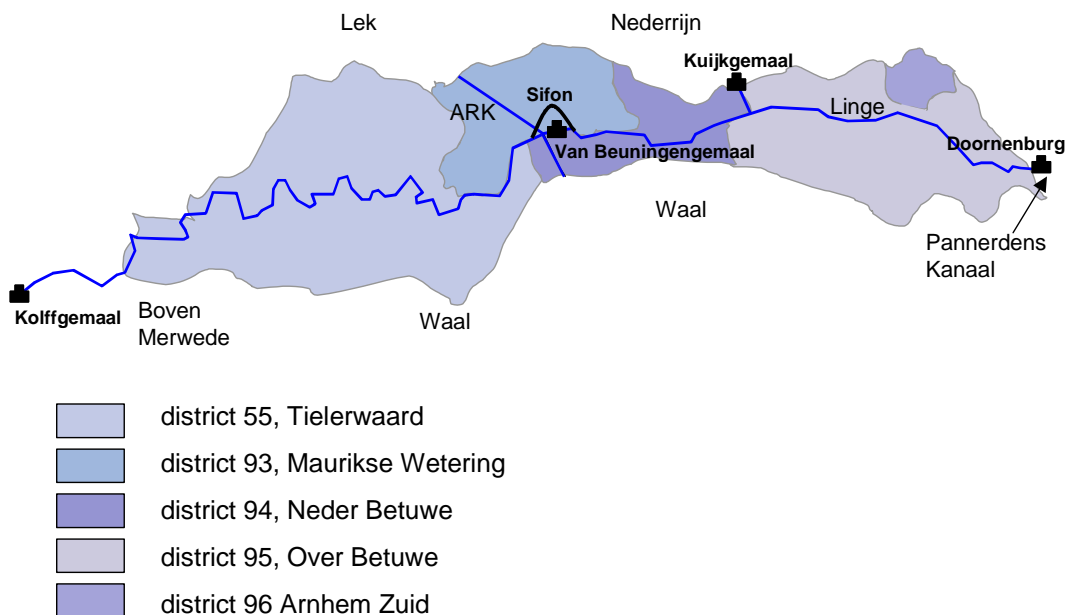 Lek
Nederrijn
Kuijkgemaal
Sifon
ARK
Linge
Van Beuningengemaal
Doornenburg
Waal
Pannerdens
Kanaal
Kolffgemaal
Boven
Merwede
Waal
district 55, Tielerwaard
district 93, Maurikse Wetering
district 94, Neder Betuwe
district 95, Over Betuwe
district 96 Arnhem Zuid